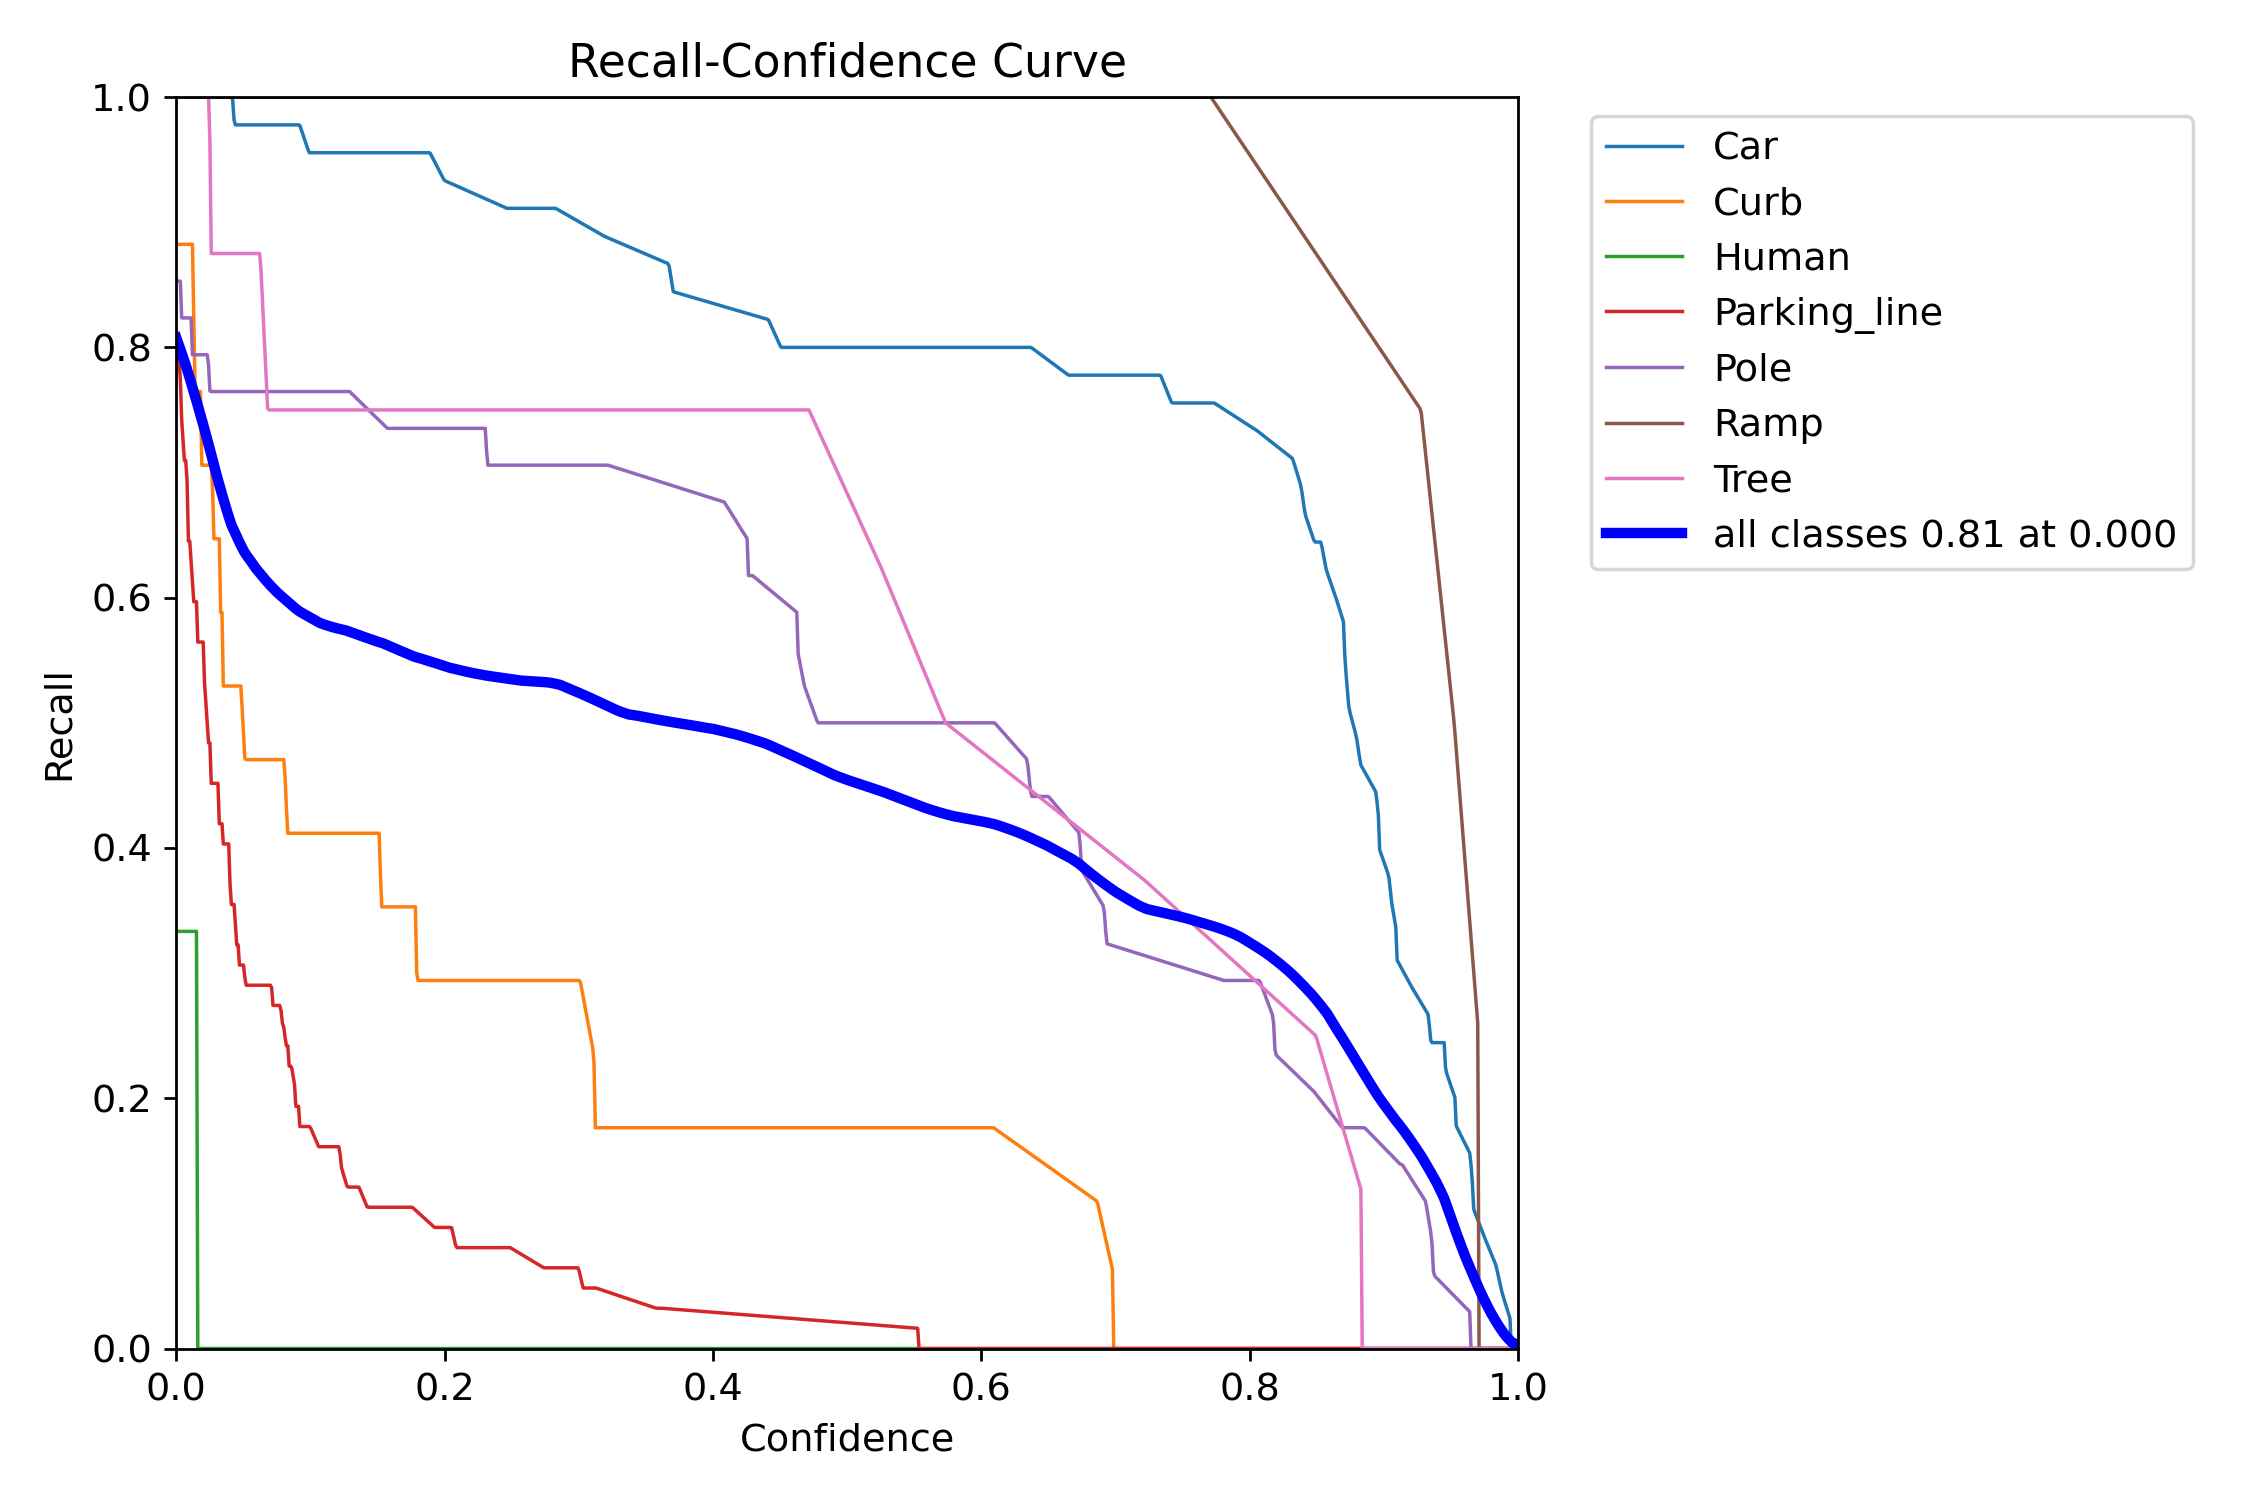 Recall-Confidence Curve
1.0
0.8
0.6
0.4
0.2
0.0
Recall
0.0 0.2 0.4 0.6 0.8 1.0
Confidence
Car
Curb
Human
Parking_line
Pole
Ramp
Tree
all classes 0.81 at 0.000